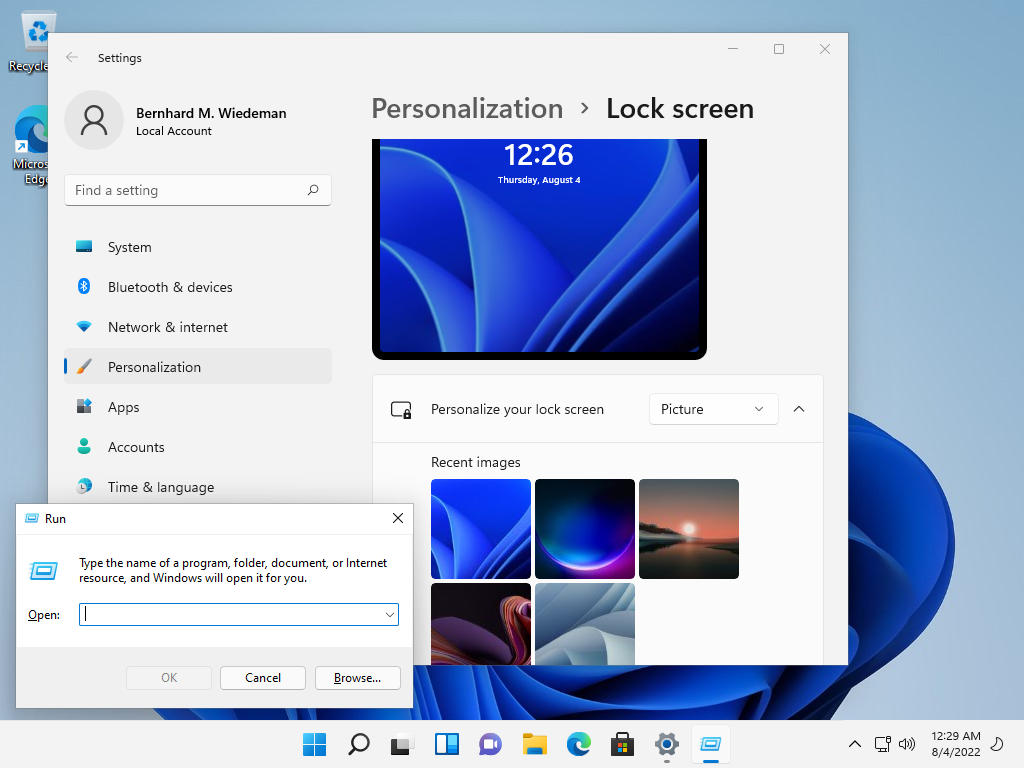 Recycle
Micros
Edge
Settings
Bernhard M. Wiedeman
Local Account
Find a setting
System
Bluetooth & devices
Network & internet
Personalization
Apps
Accounts
Time & language
Personalization > Lock screen
12:26
Thursday, August 4
Personalize your lock screen
Picture
Recent images
Run
Type the name of a program, folder, document, or Internet
resource, and Windows will open it for you.
Open:
OK
Cancel
Browse...
12:29 AM
8/4/2022